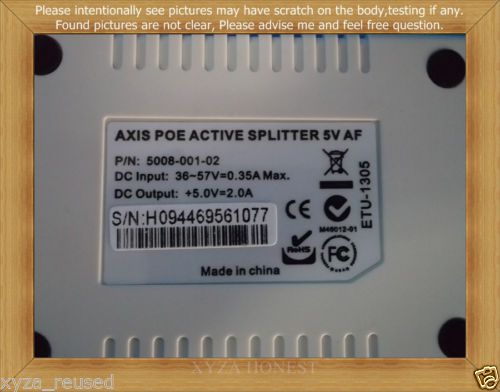 Please intentionally see pictures may have scratch on the body,testing if any.
Found pictures are not clear, Please advise me and feel free question.
AXIS POE ACTIVE SPLITTER 5V AF
P/N: 5008-001-02
DC Input: 36~57V=0.35A Max.
DC Output: +5.0V=2.0A
S/N:H094469561077
CE
M46012-01
ETU-1305
RoHS
FC
Made in china
XYZA HONEST
xyza_reused
ebay